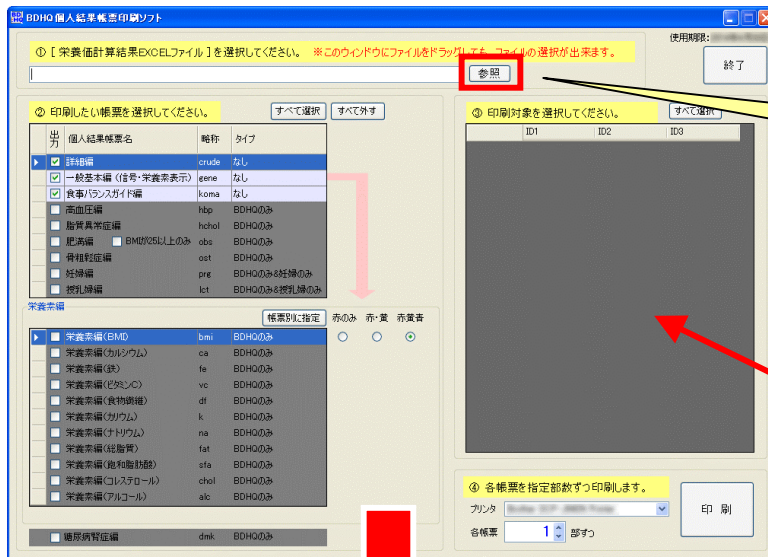 BDHQ個人結果帳票印刷ソフト
使用期限:
① [ 栄養価計算結果EXCELファイル ] を選択してください。 ※このウィンドウにファイルをドラッグしても、ファイルの選択が出来ます。
参照
終了
② 印刷したい帳票を選択してください。 すべて選択 すべて外す
出力 個人結果帳票名 略称 タイプ
詳細編 crude なし
一般基本編(信号・栄養素表示) gene なし
食事バランスガイド編 koma なし
高血圧編 hbp BDHQのみ
脂質異常症編 hchol BDHQのみ
肥満編 BMIが25以上のみ obs BDHQのみ
骨粗鬆症編 ost BDHQのみ
妊婦編 prg BDHQのみ&妊婦のみ
授乳婦編 lct BDHQのみ&授乳婦のみ
栄養素編
帳票別に指定 赤のみ 赤・黄 赤黄青
栄養素編(BMI) bmi BDHQのみ
栄養素編(カルシウム) ca BDHQのみ
栄養素編(鉄) fe BDHQのみ
栄養素編(ビタミンC) vc BDHQのみ
栄養素編(食物繊維) df BDHQのみ
栄養素編(カリウム) k BDHQのみ
栄養素編(ナトリウム) na BDHQのみ
栄養素編(総脂質) fat BDHQのみ
栄養素編(飽和脂肪酸) sfa BDHQのみ
栄養素編(コレステロール) chol BDHQのみ
栄養素編(アルコール) alc BDHQのみ
糖尿病腎症編 dmk BDHQのみ
③ 印刷対象を選択してください。 すべて選択
ID1 ID2 ID3
④ 各帳票を指定部数ずつ印刷します。
プリンタ
各帳票 1 部ずつ
印 刷